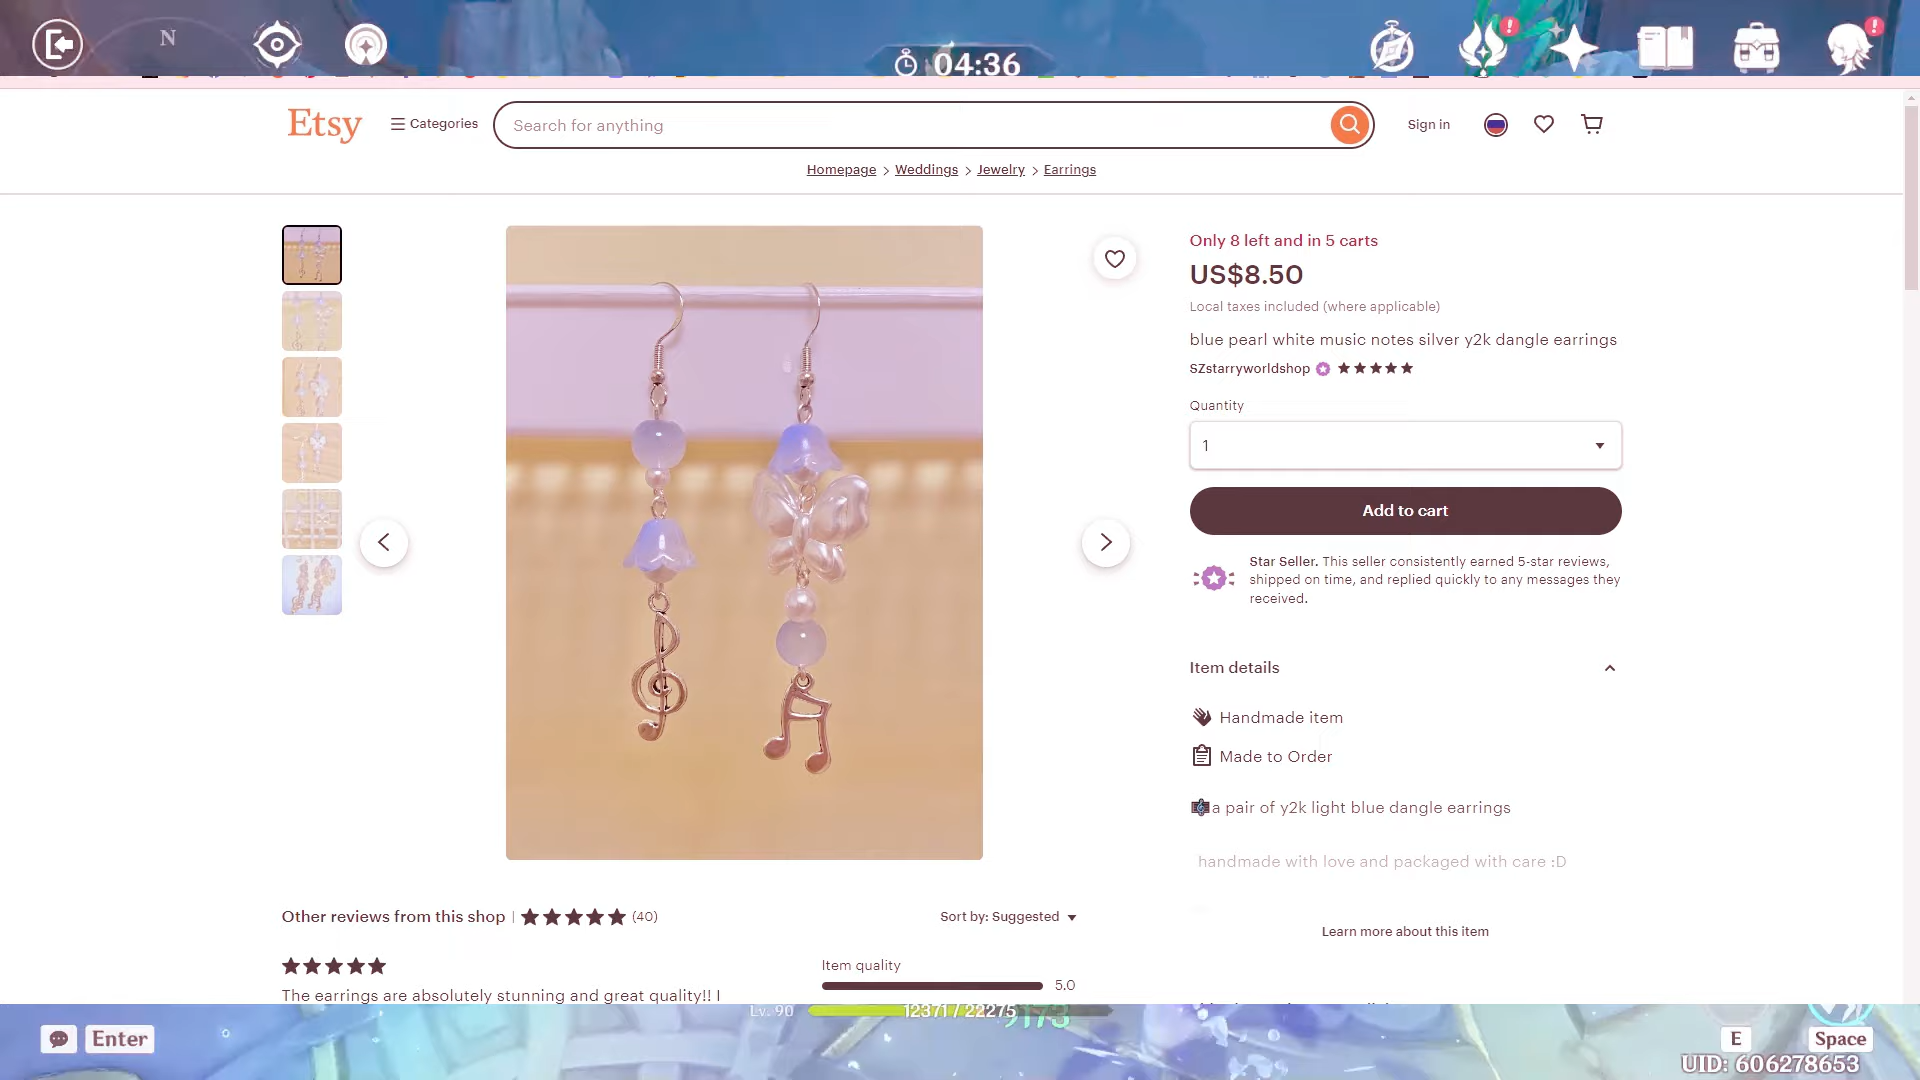 N
04:36
Etsy
Categories
Search for anything
Sign in
Homepage > Weddings > Jewelry > Earrings
Only 8 left and in 5 carts
US$8.50
Local taxes included (where applicable)
blue pearl white music notes silver y2k dangle earrings
SZstarryworldshop
Quantity
1
Add to cart
Star Seller. This seller consistently earned 5-star reviews,
shipped on time, and replied quickly to any messages they
received.
Item details
Handmade item
Made to Order
a pair of y2k light blue dangle earrings
handmade with love and packaged with care :D
Learn more about this item
Other reviews from this shop | (40)
Sort by: Suggested
The earrings are absolutely stunning and great quality!! I
Item quality
5.0
Lv. 90
12371 / 22275
Enter
E
Space
UID: 606278653